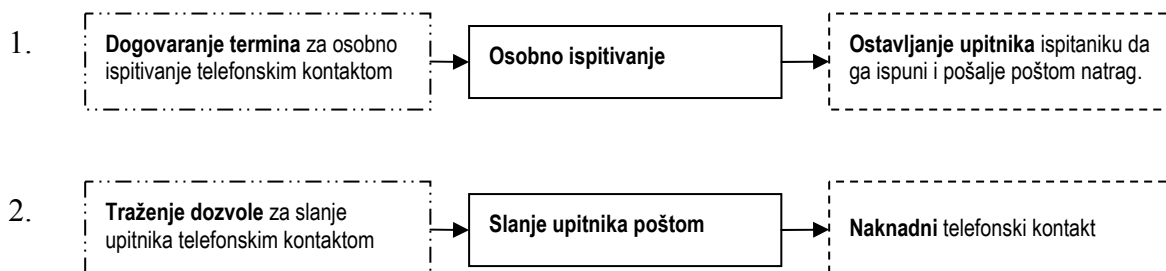 1.
Dogovaranje termina za osobno
ispitivanje telefonskim kontaktom
Osobno ispitivanje
Ostavljanje upitnika ispitaniku da
ga ispuni i pošalje poštom natrag.
2.
Traženje dozvole za slanje
upitnika telefonskim kontaktom
Slanje upitnika poštom
Naknadni telefonski kontakt